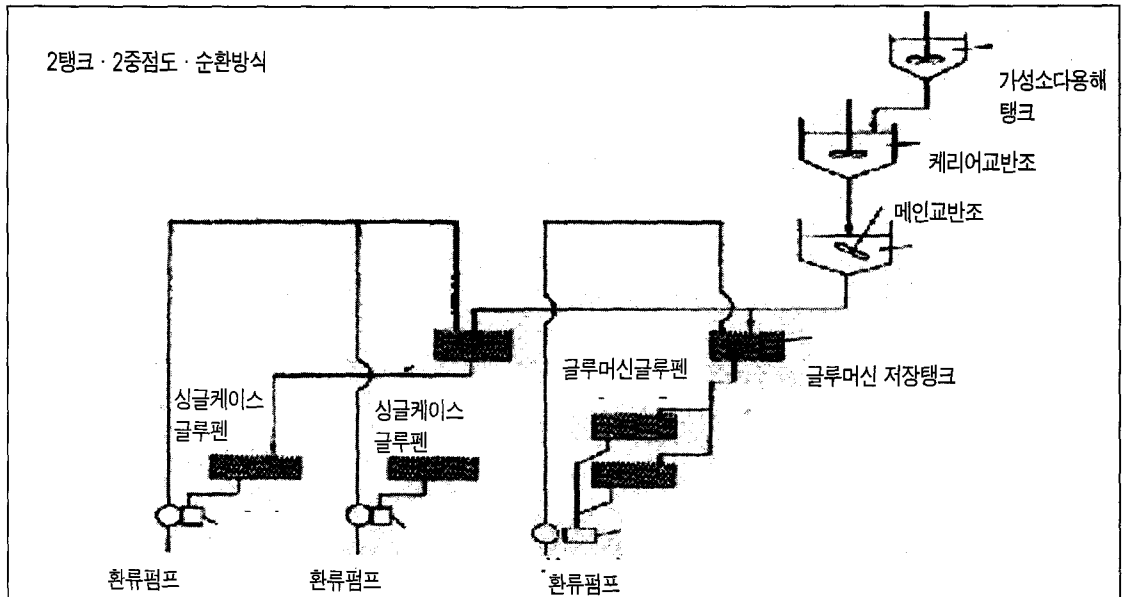 2탱크 · 2중점도 · 순환방식
가성소다용해
탱크
케리어교반조
메인교반조
글루머신글루펜
글루머신 저장탱크
싱글케이스
글루펜
싱글케이스
글루펜
환류펌프
환류펌프
환류펌프